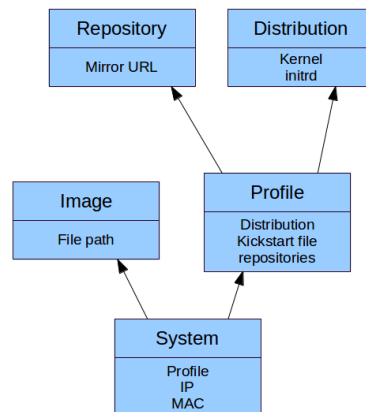 Repository
Mirror URL
Distribution
Kernel
initrd
Image
File path
Profile
Distribution
Kickstart file
repositories
System
Profile
IP
MAC